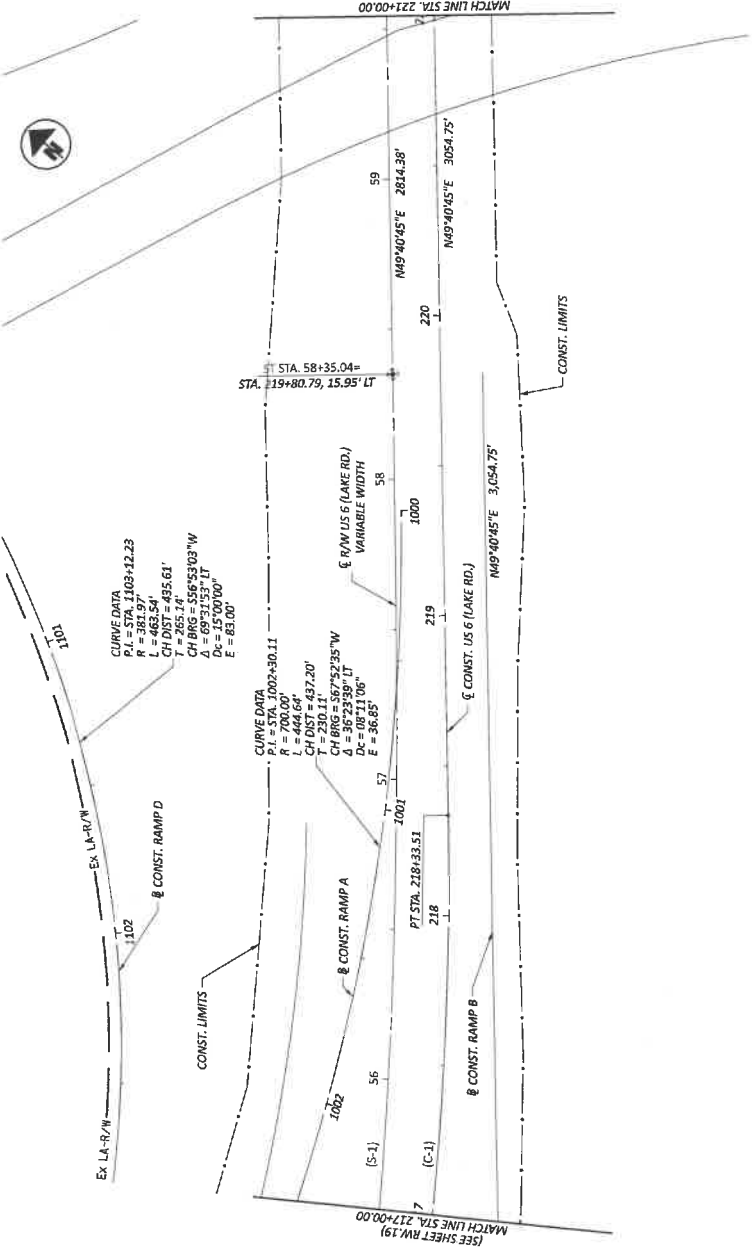 MATCH LINE STA. 221+00.00
2
N
59
N49°40'45"E 2814.38'
N49°40'45"E 3054.75'
220
CONST. LIMITS
ST STA. 58+35.04=
STA. 219+80.79, 15.95' LT
58
℄ R/W US 6 (LAKE RD.)
VARIABLE WIDTH
1000
N49°40'45"E 3,054.75'
219
℄ CONST. US 6 (LAKE RD.)
1101
CURVE DATA
P.I. = STA. 1103+12.23
R = 381.97'
L = 463.54'
CH DIST = 435.61'
T = 265.14'
CH BRG = S56°53'03"W
Δ = 69°31'53" LT
Dc = 15°00'00"
E = 83.00'
CURVE DATA
P.I. = STA. 1002+30.11
R = 700.00'
L = 444.64'
CH DIST = 437.20'
T = 230.11'
CH BRG = S67°52'35"W
Δ = 36°23'39" LT
Dc = 08°11'06"
E = 36.85'
57
1001
PT STA. 218+33.51
218
Ex LA-R/W
℄ CONST. RAMP D
1102
CONST. LIMITS
℄ CONST. RAMP A
℄ CONST. RAMP B
Ex LA-R/W
1002
56
(S-1)
(C-1)
7
MATCH LINE STA. 217+00.00
(SEE SHEET RW.19)